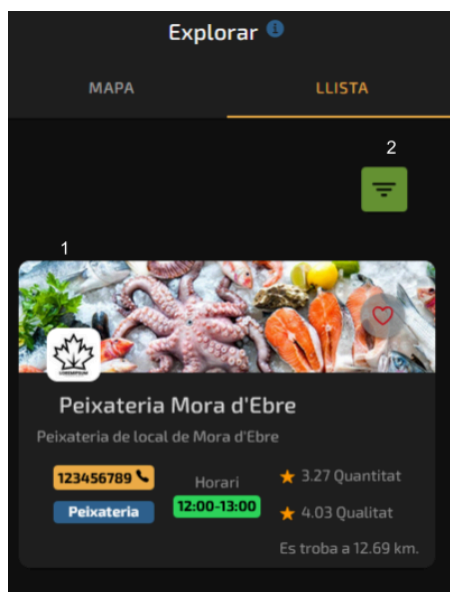 Explorar
MAPA
LLISTA
2
1
Peixateria Mora d'Ebre
Peixateria de local de Mora d'Ebre
123456789
Horari
3.27 Quantitat
Peixateria
12:00-13:00
4.03 Qualitat
Es troba a 12.69 km.